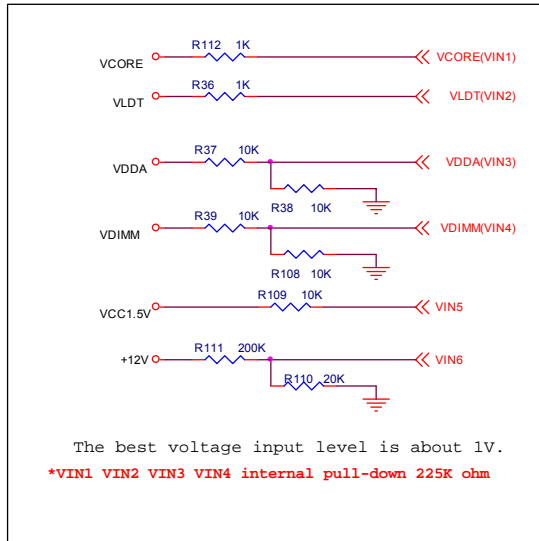 R112 1K
VCORE
VCORE(VIN1)
R36 1K
VLDT
VLDT(VIN2)
R37 10K
VDDA
VDDA(VIN3)
R38 10K
R39 10K
VDIMM
VDIMM(VIN4)
R108 10K
R109 10K
VCC1.5V
VIN5
R111 200K
+12V
VIN6
R110 20K
The best voltage input level is about 1V.
*VIN1 VIN2 VIN3 VIN4 internal pull-down 225K ohm